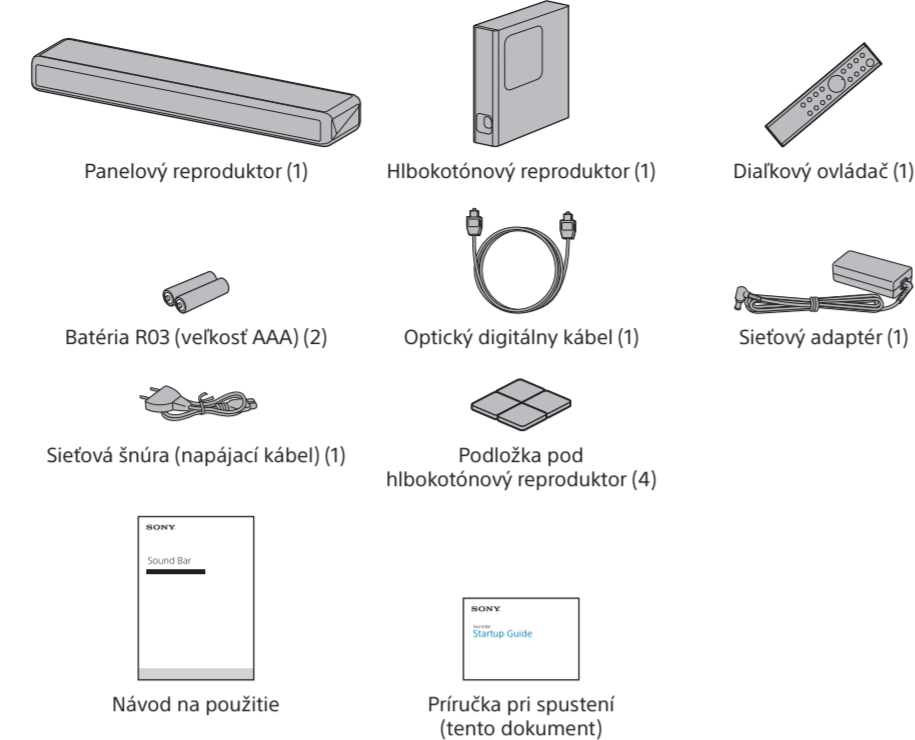 Panelový reproduktor (1)
Hlbokotónový reproduktor (1)
Diaľkový ovládač (1)
Batéria R03 (veľkosť AAA) (2)
Optický digitálny kábel (1)
Sieťový adaptér (1)
Sieťová šnúra (napájací kábel) (1)
Podložka pod
hlbokotónový reproduktor (4)
SONY
Sound Bar
Návod na použitie
SONY
Sound Bar
Startup Guide
Príručka pri spustení
(tento dokument)